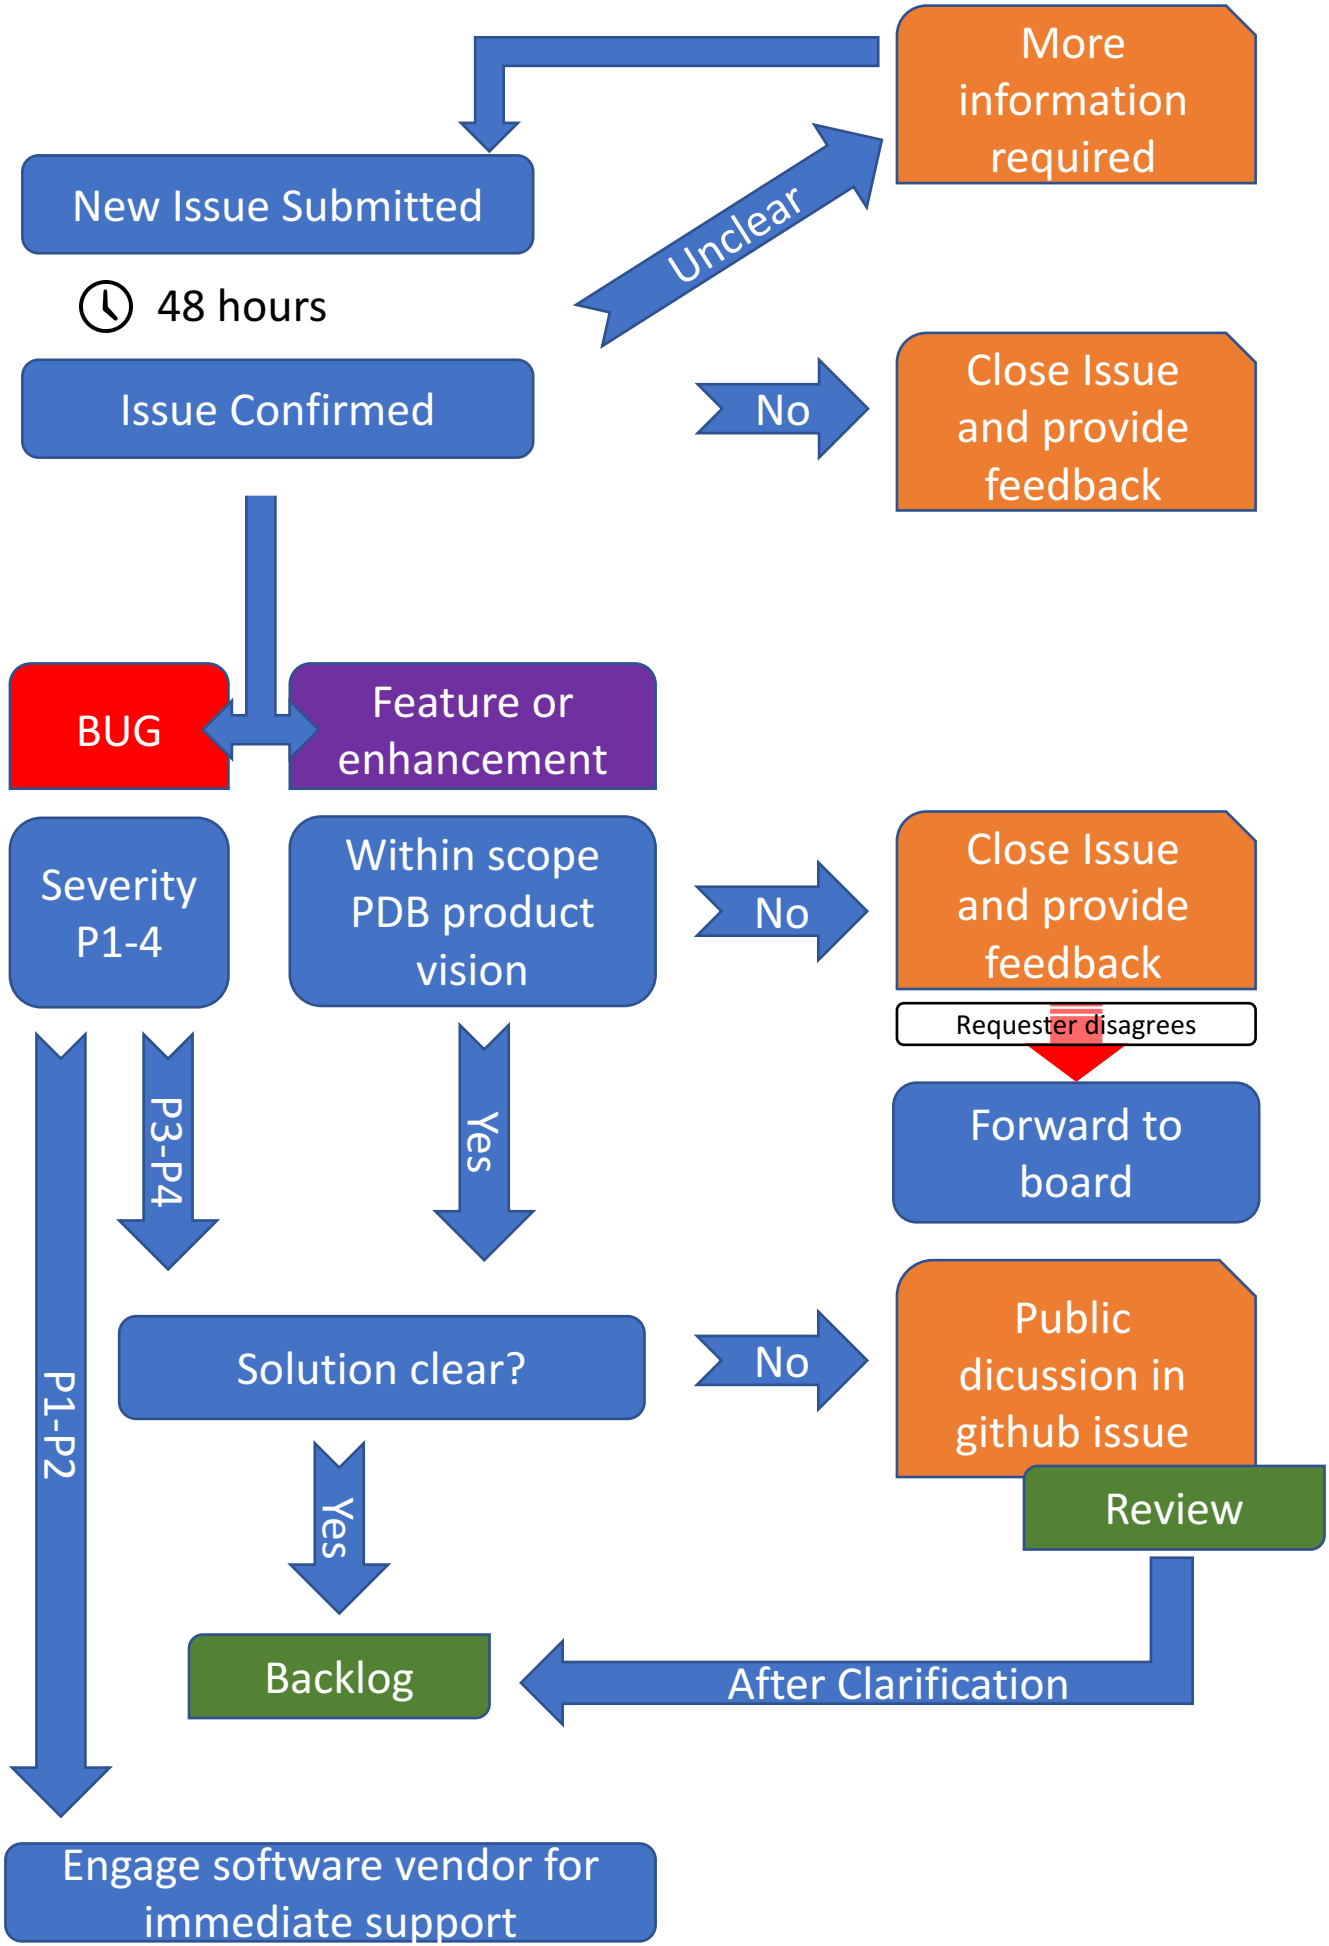 More
information
required
New Issue Submitted
Unclear
48 hours
Issue Confirmed
No
Close Issue
and provide
feedback
BUG
Feature or
enhancement
Severity
P1-4
Within scope
PDB product
vision
No
Close Issue
and provide
feedback
Requester disagrees
Forward to
board
P3-P4
Yes
P1-P2
Solution clear?
No
Public
dicussion in
github issue
Review
Yes
Backlog
After Clarification
Engage software vendor for
immediate support